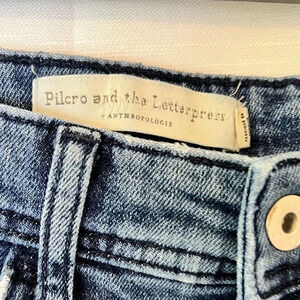 Pilcro and the Letterpress
ANTHROPOLOGIE